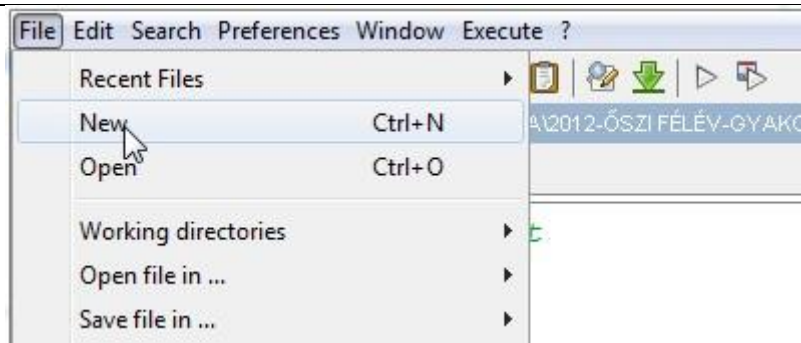 File Edit Search Preferences Window Execute ?
Recent Files
New Ctrl+N
A\2012-ŐSZI FÉLÉV-GYAKO
Open Ctrl+O
Working directories
t
Open file in ...
Save file in ...